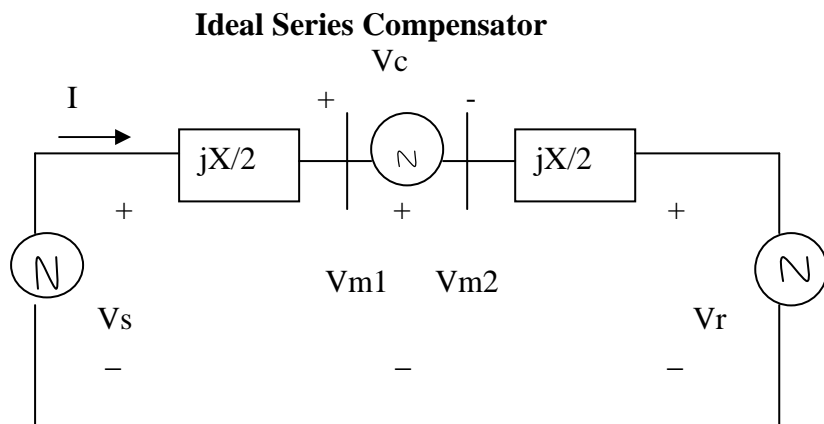 Ideal Series Compensator
Vc
I
+ -
jX/2 N jX/2
+ + +
N N
Vm1 Vm2
Vs Vr
– – –